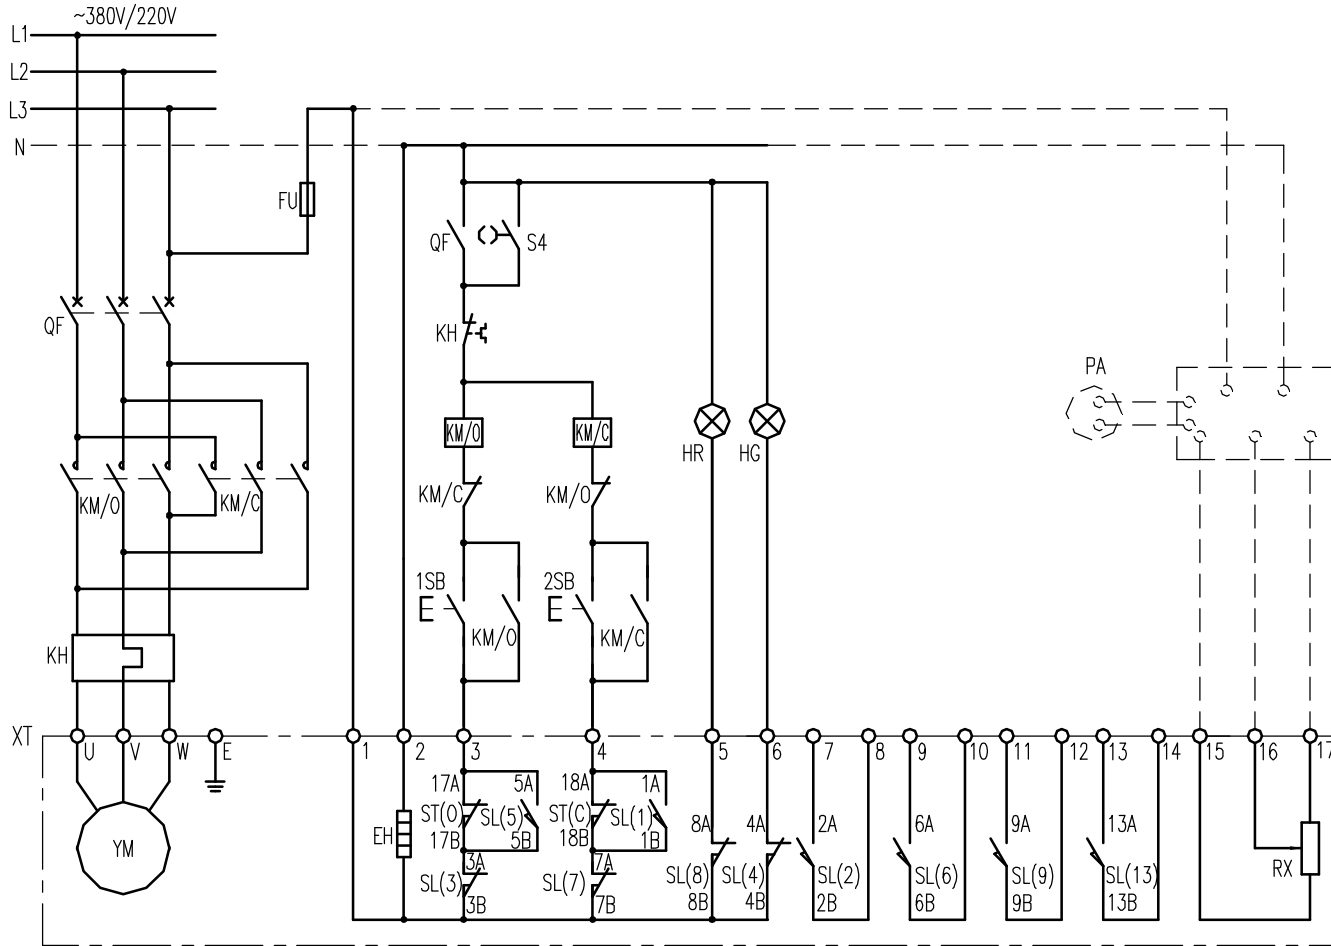 ~380V/220V
L1
L2
L3
N
FU
QF
S4
QF
KH
PA
KM/O
KM/C
HR
HG
KM/O
KM/C
KM/C
KM/O
1SB
2SB
KM/O
KM/C
KH
XT
U
V
W
E
1
2
3
4
5
6
7
8
9
10
11
12
13
14
15
16
17
17A
5A
18A
1A
ST(O)
SL(5)
ST(C)
SL(1)
17B
5B
18B
1B
8A
4A
2A
6A
9A
13A
YM
EH
3A
7A
SL(3)
SL(7)
3B
7B
SL(8)
SL(4)
SL(2)
SL(6)
SL(9)
SL(13)
8B
4B
2B
6B
9B
13B
RX